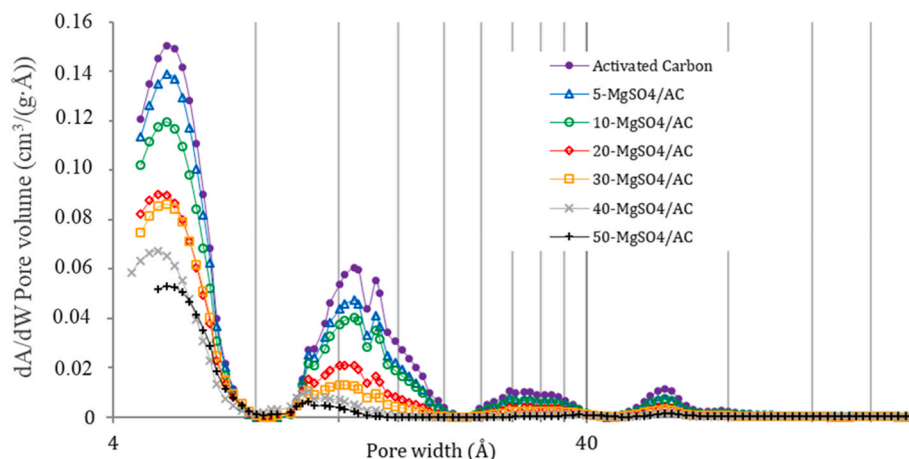 dA/dW Pore volume (cm³/(g·Å))
0.16
0.14
0.12
0.10
0.08
0.06
0.04
0.02
0
4
40
Pore width (Å)
Activated Carbon
5-MgSO4/AC
10-MgSO4/AC
20-MgSO4/AC
30-MgSO4/AC
40-MgSO4/AC
50-MgSO4/AC